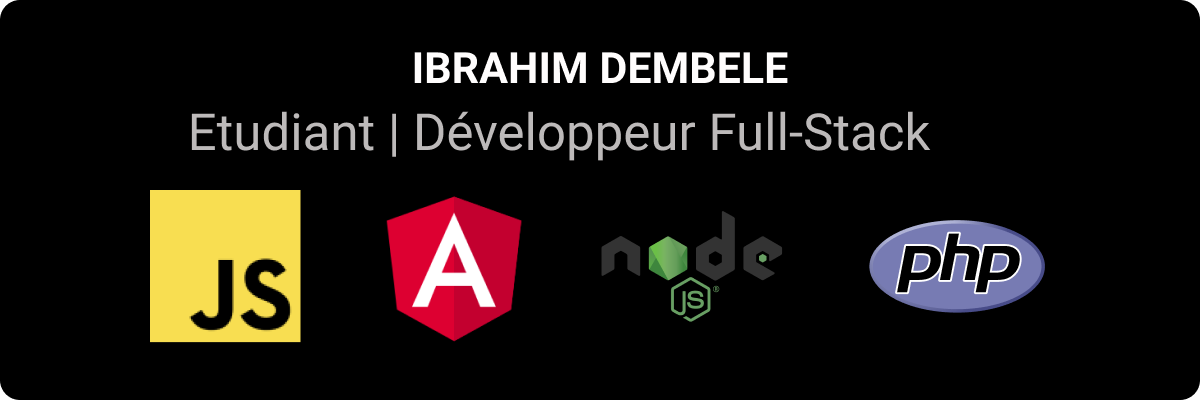 IBRAHIM DEMBELE
Etudiant | Développeur Full-Stack
JS
A
node
JS ®
php